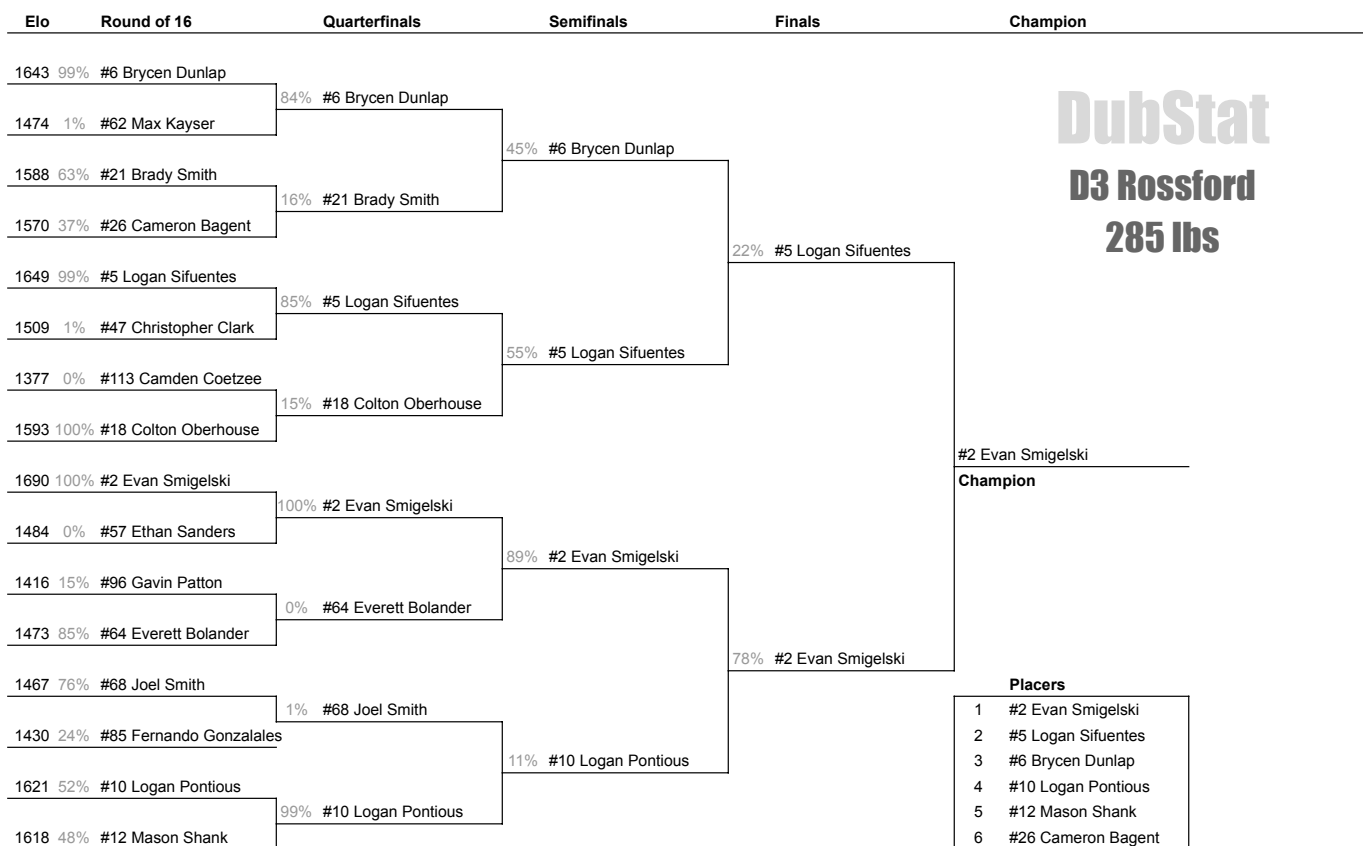 Elo Round of 16 Quarterfinals Semifinals Finals Champion
1643 99% #6 Brycen Dunlap
84% #6 Brycen Dunlap
1474 1% #62 Max Kayser
45% #6 Brycen Dunlap
1588 63% #21 Brady Smith
16% #21 Brady Smith
1570 37% #26 Cameron Bagent
22% #5 Logan Sifuentes
1649 99% #5 Logan Sifuentes
85% #5 Logan Sifuentes
1509 1% #47 Christopher Clark
55% #5 Logan Sifuentes
1377 0% #113 Camden Coetzee
15% #18 Colton Oberhouse
1593 100% #18 Colton Oberhouse
#2 Evan Smigelski
Champion
1690 100% #2 Evan Smigelski
100% #2 Evan Smigelski
1484 0% #57 Ethan Sanders
89% #2 Evan Smigelski
1416 15% #96 Gavin Patton
0% #64 Everett Bolander
1473 85% #64 Everett Bolander
78% #2 Evan Smigelski
1467 76% #68 Joel Smith
1% #68 Joel Smith
1430 24% #85 Fernando Gonzalales
11% #10 Logan Pontious
1621 52% #10 Logan Pontious
99% #10 Logan Pontious
1618 48% #12 Mason Shank
DubStat
D3 Rossford
285 lbs
Placers
1 #2 Evan Smigelski
2 #5 Logan Sifuentes
3 #6 Brycen Dunlap
4 #10 Logan Pontious
5 #12 Mason Shank
6 #26 Cameron Bagent